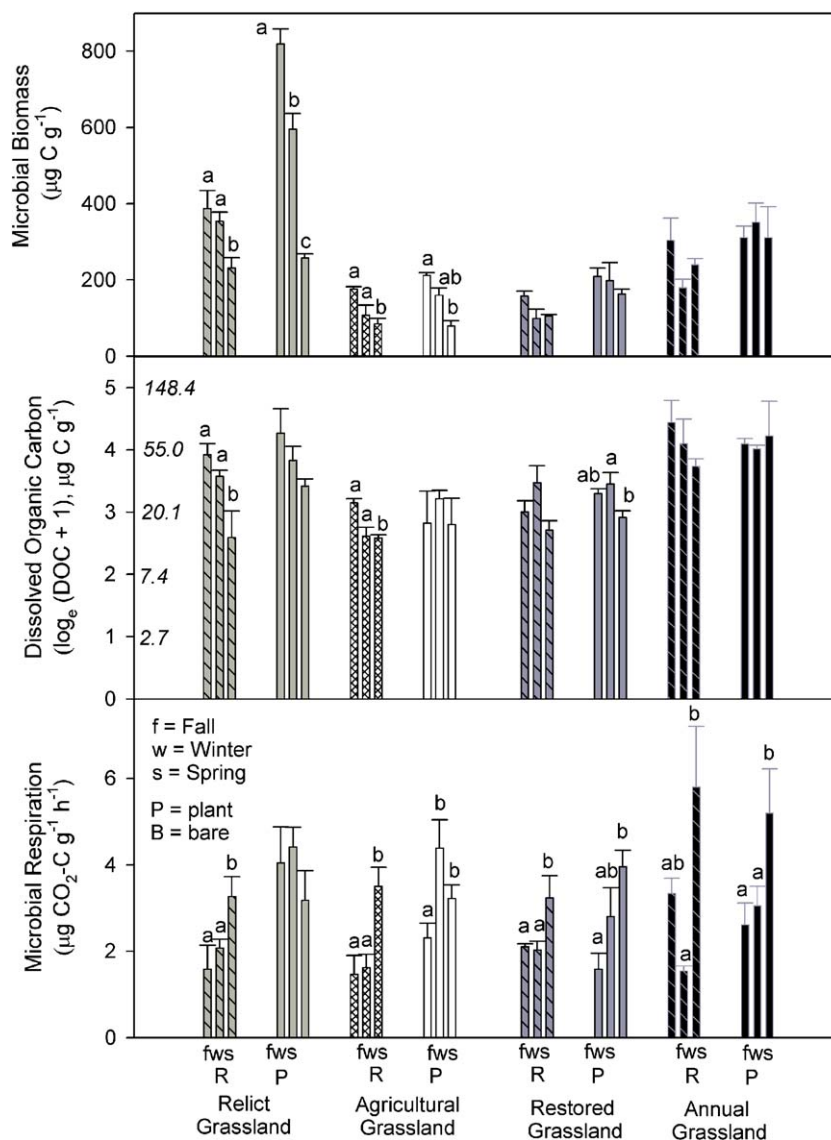 Microbial Biomass
(µg C g⁻¹)
800
600
400
200
0
a
a
b
a
b
c
a
a
b
a
ab
b
Dissolved Organic Carbon
(logₑ (DOC + 1), µg C g⁻¹)
5
4
3
2
1
0
148.4
55.0
20.1
7.4
2.7
a
a
b
a
a
b
ab
a
b
Microbial Respiration
(µg CO₂-C g⁻¹ h⁻¹)
6
4
2
0
f = Fall
w = Winter
s = Spring
P = plant
B = bare
a
a
b
a
a
b
a
b
b
a
a
b
a
ab
b
ab
a
b
a
a
b
fws fws fws fws fws fws fws fws
R P R P R P R P
Relict Agricultural Restored Annual
Grassland Grassland Grassland Grassland